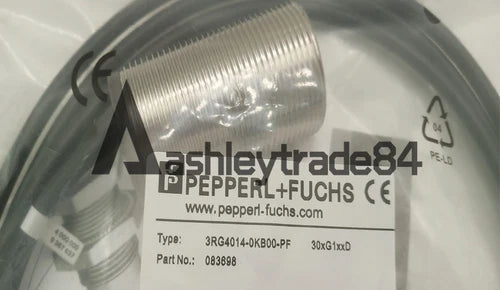 CE
ashleytrade84
04
PE-LD
PEPPERL+FUCHS CE
www.pepperl-fuchs.com
Type: 3RG4014-0KB00-PF 30xG1xxD
Part No.: 083698